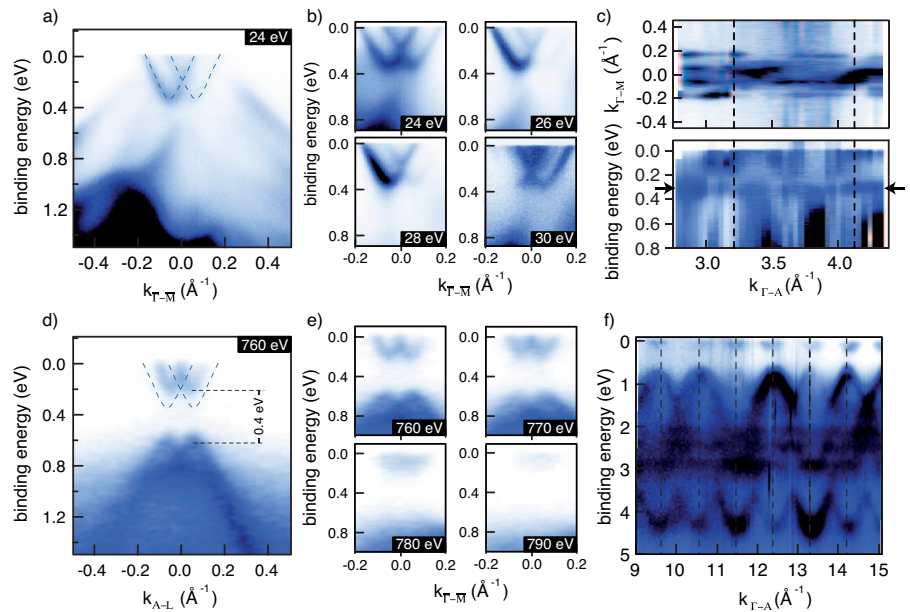 a)
24 eV
binding energy (eV)
0.0
0.4
0.8
1.2
-0.4
-0.2
0.0
0.2
0.4
k Γ̅-M̅ (Å⁻¹)
b)
0.0
0.4
0.8
24 eV
26 eV
0.0
0.4
0.8
28 eV
30 eV
binding energy (eV)
-0.2
0.0
0.2
-0.2
0.0
0.2
k Γ̅-M̅ (Å⁻¹)
c)
0.4
0.0
-0.2
-0.4
k Γ-M (Å⁻¹)
0.0
0.2
0.4
0.6
0.8
binding energy (eV)
3.0
3.5
4.0
k Γ-A (Å⁻¹)
d)
760 eV
0.4 eV
binding energy (eV)
0.0
0.4
0.8
1.2
-0.4
-0.2
0.0
0.2
0.4
k A-L (Å⁻¹)
e)
0.0
0.4
0.8
760 eV
770 eV
0.0
0.4
0.8
780 eV
790 eV
binding energy (eV)
0.0
0.4
0.8
0.0
0.4
0.8
-0.2
0.0
0.2
-0.2
0.0
0.2
k Γ̅-M̅ (Å⁻¹)
f)
0
1
2
3
4
5
binding energy (eV)
9
10
11
12
13
14
15
k Γ-A (Å⁻¹)